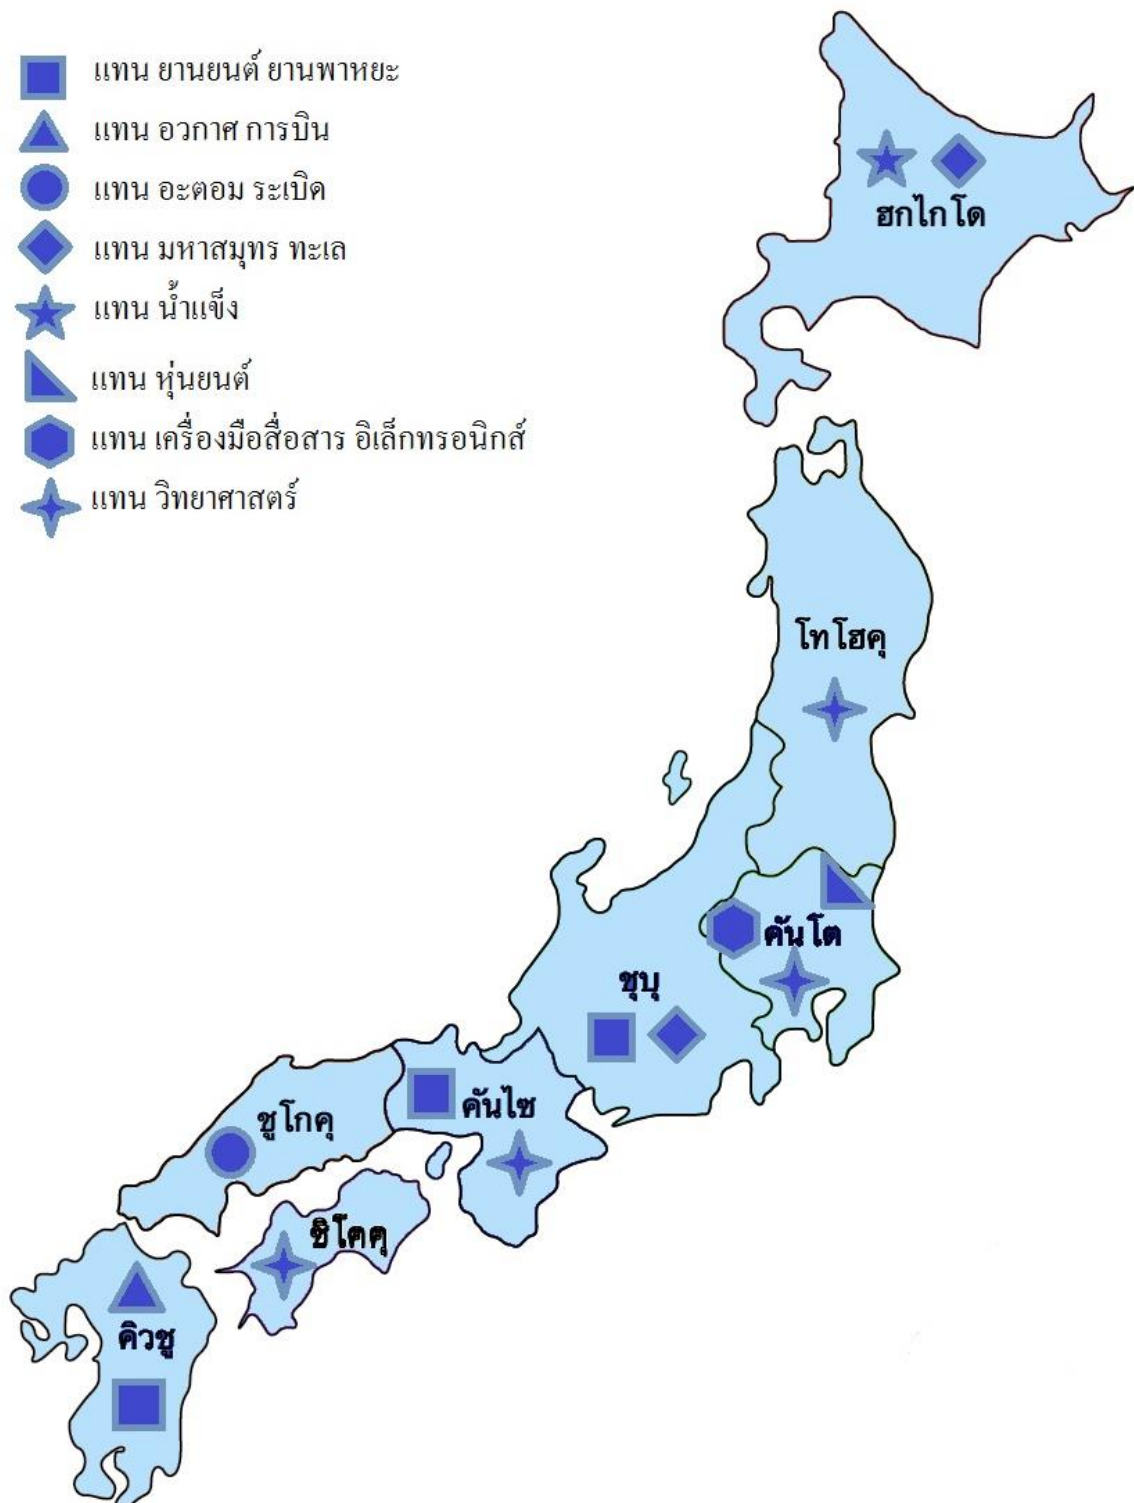 แทน ยานยนต์ ยานพาหยะ
แทน อวกาศ การบิน
แทน อะตอม ระเบิด
แทน มหาสมุทร ทะเล
แทน น้ำแข็ง
แทน หุ่นยนต์
แทน เครื่องมือสื่อสาร อิเล็กทรอนิกส์
แทน วิทยาศาสตร์
ฮกไกโด
โทโฮคุ
คันโต
ชุบุ
คันไซ
ชูโกคุ
ชิโคคุ
คิวชู